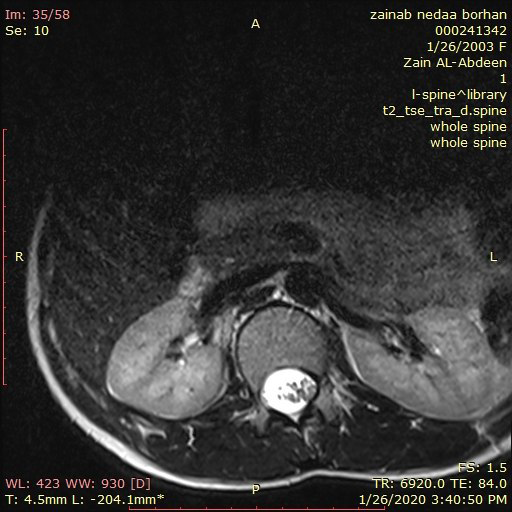 Im: 35/58
Se: 10
A
zainab nedaa borhan
000241342
1/26/2003 F
Zain AL-Abdeen
1
l-spine^library
t2_tse_tra_d.spine
whole spine
whole spine
R
L
WL: 423 WW: 930 [D]
T: 4.5mm L: -204.1mm*
P
FS: 1.5
TR: 6920.0 TE: 84.0
1/26/2020 3:40:50 PM